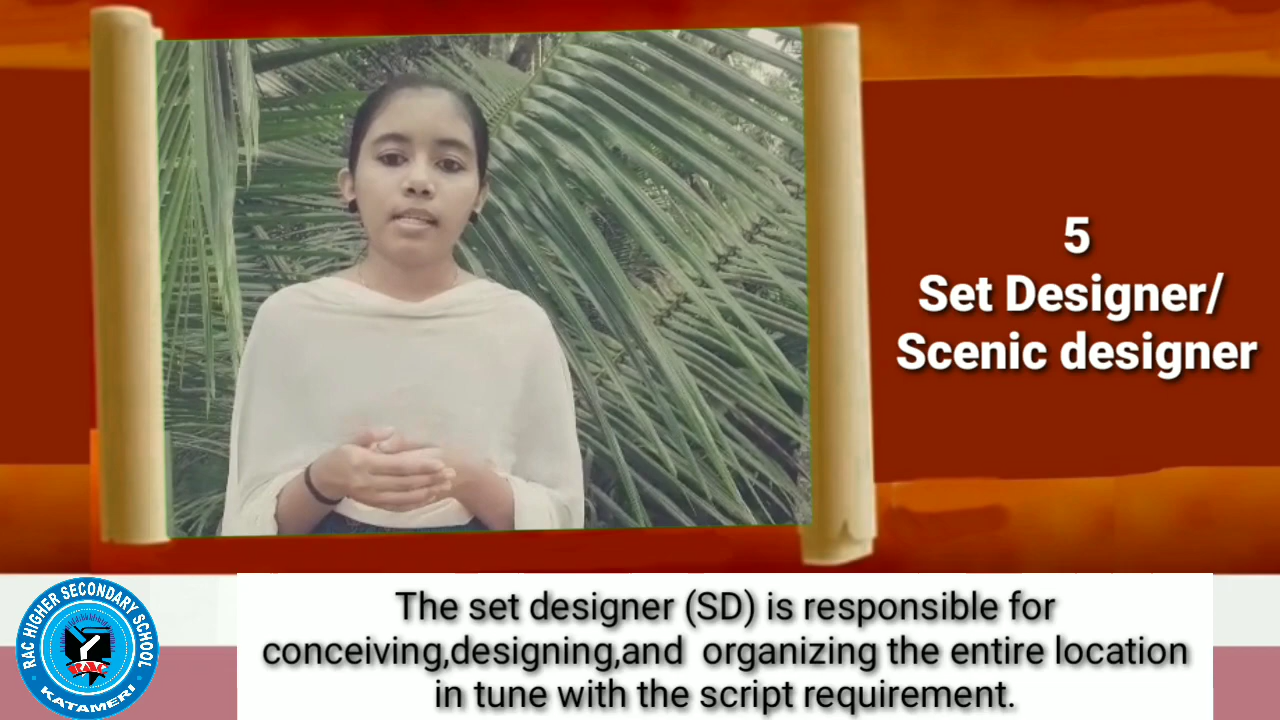 5
Set Designer/
Scenic designer
The set designer (SD) is responsible for
conceiving,designing,and organizing the entire location
in tune with the script requirement.
RAC HIGHER SECONDARY SCHOOL
RAC
KATAMERI